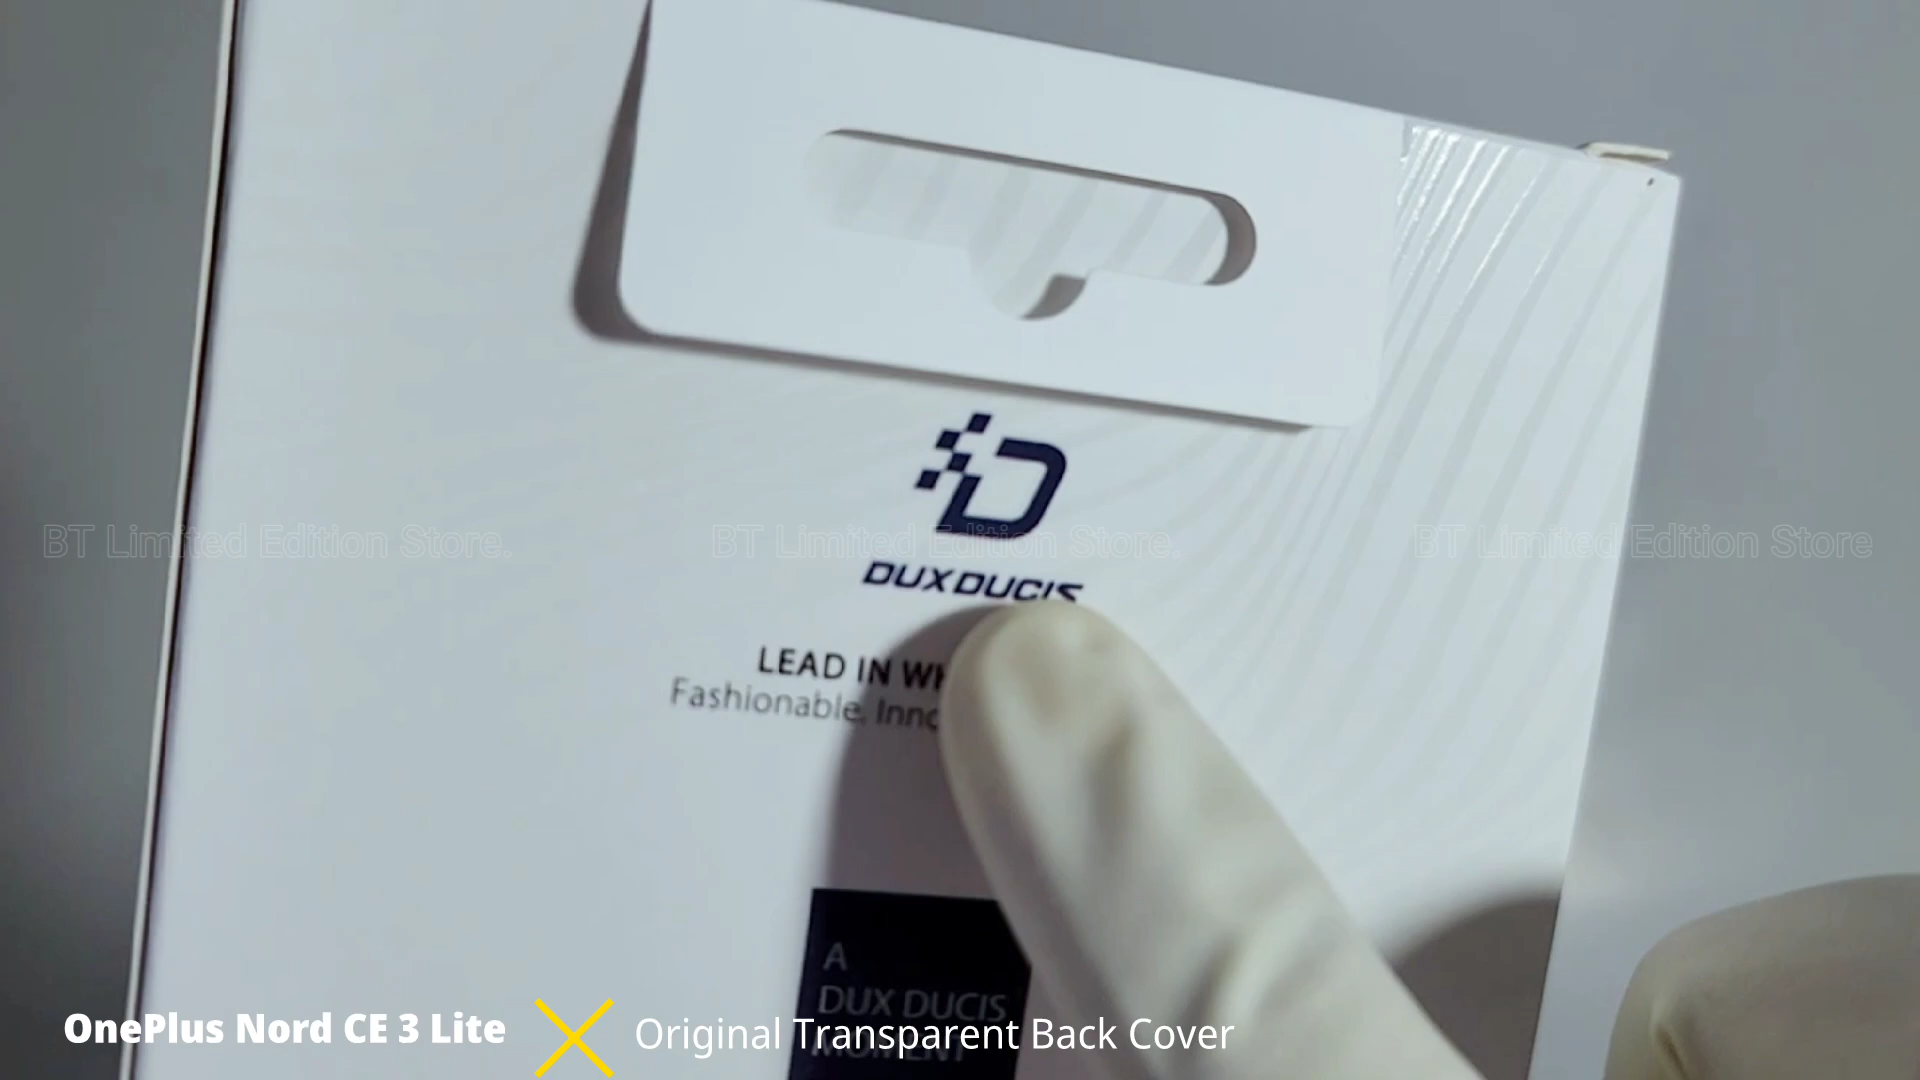 DUX DUCIS
LEAD IN
Fashionable.
A
DUX DUCIS
MOMENT
BT Limited Edition Store.
BT Limited Edition Store.
BT Limited Edition Store
OnePlus Nord CE 3 Lite
Original Transparent Back Cover